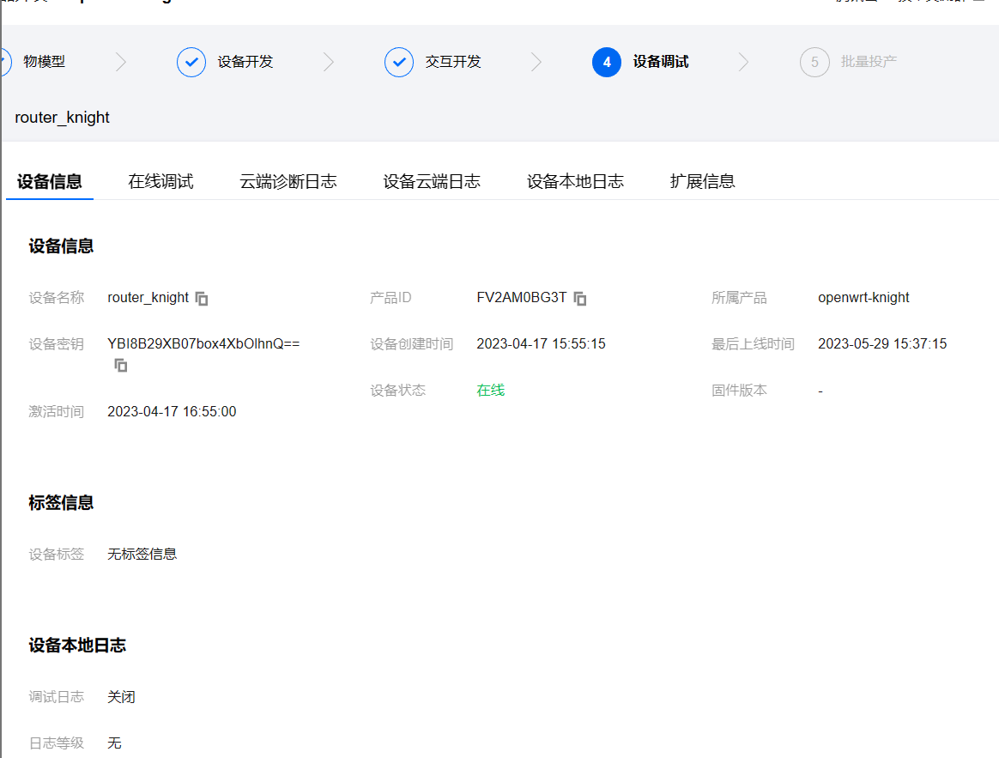 物模型 设备开发 交互开发 4 设备调试 5 批量投产
router_knight
设备信息 在线调试 云端诊断日志 设备云端日志 设备本地日志 扩展信息
设备信息
设备名称 router_knight 产品ID FV2AM0BG3T 所属产品 openwrt-knight
设备密钥 YBI8B29XB07box4XbOlhnQ== 设备创建时间 2023-04-17 15:55:15 最后上线时间 2023-05-29 15:37:15
设备状态 在线 固件版本 -
激活时间 2023-04-17 16:55:00
标签信息
设备标签 无标签信息
设备本地日志
调试日志 关闭
日志等级 无